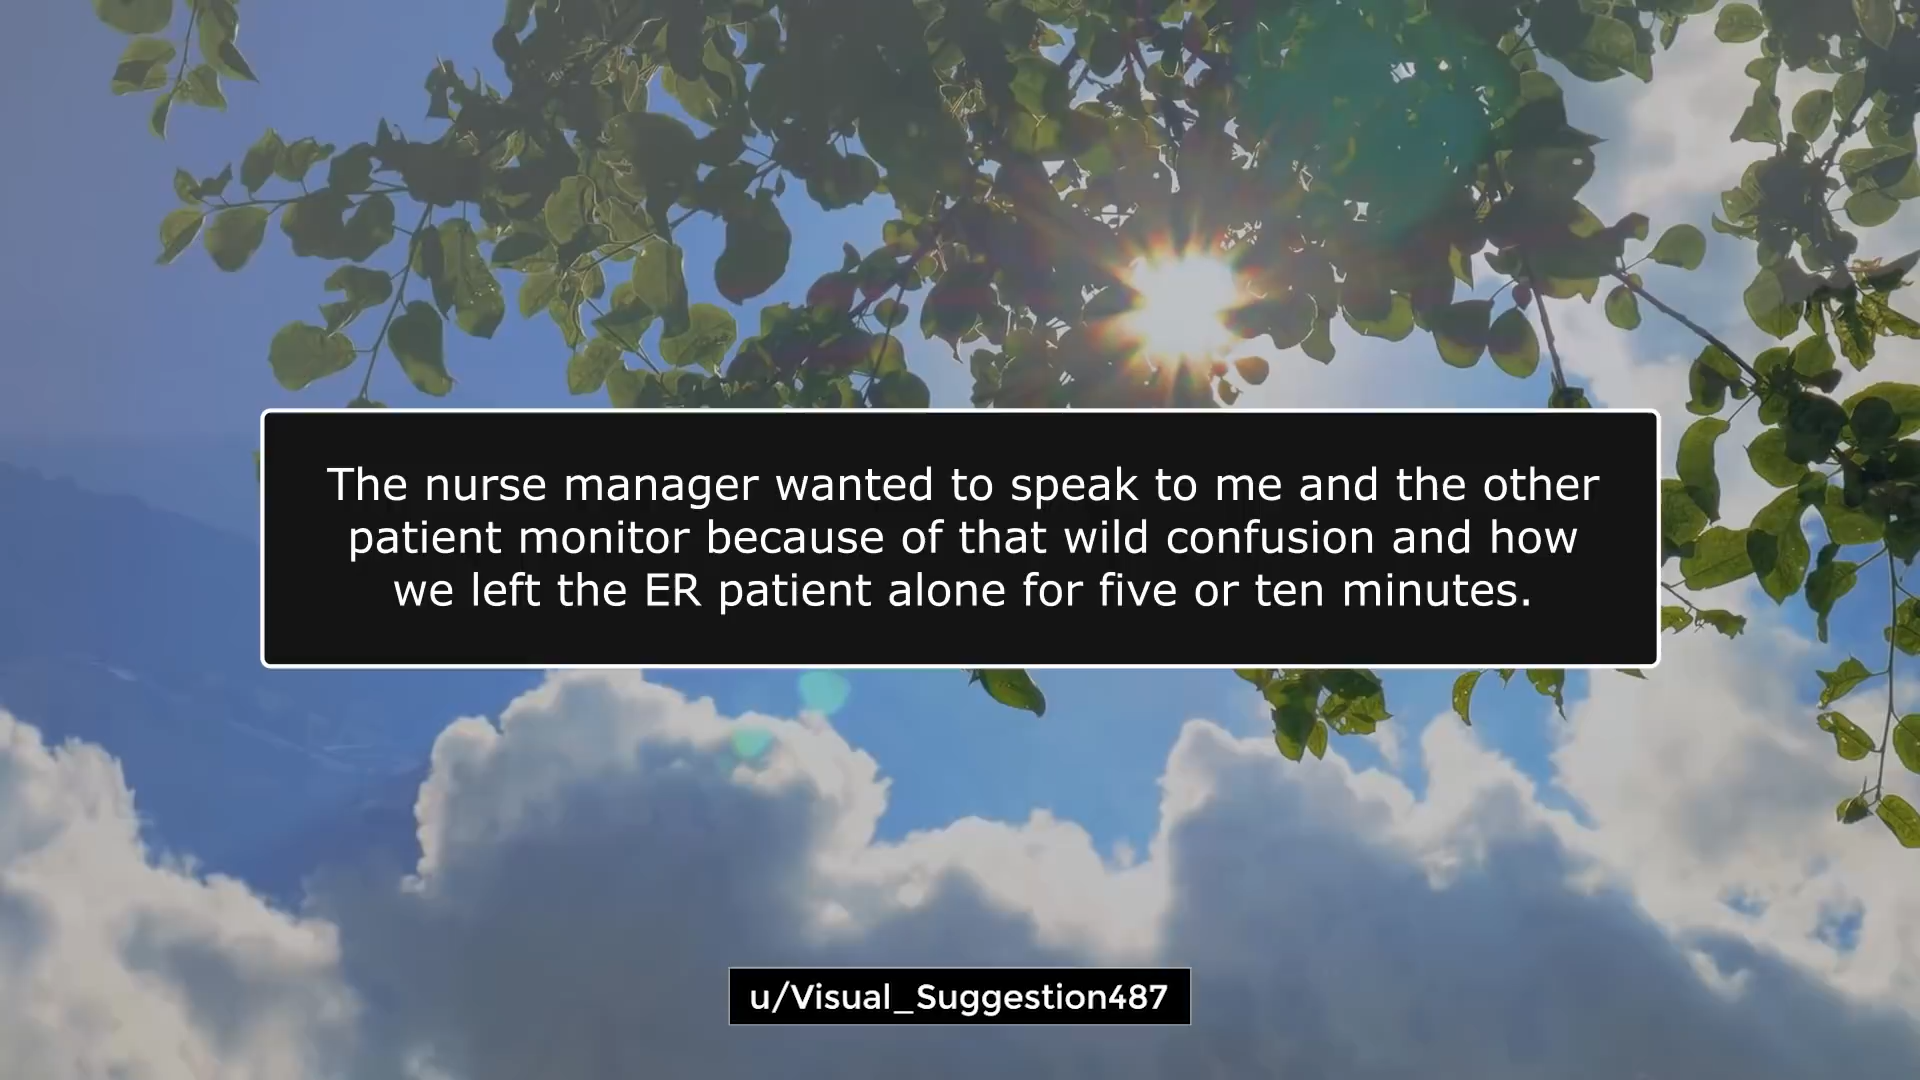 The nurse manager wanted to speak to me and the other
patient monitor because of that wild confusion and how
we left the ER patient alone for five or ten minutes.
u/Visual_Suggestion487